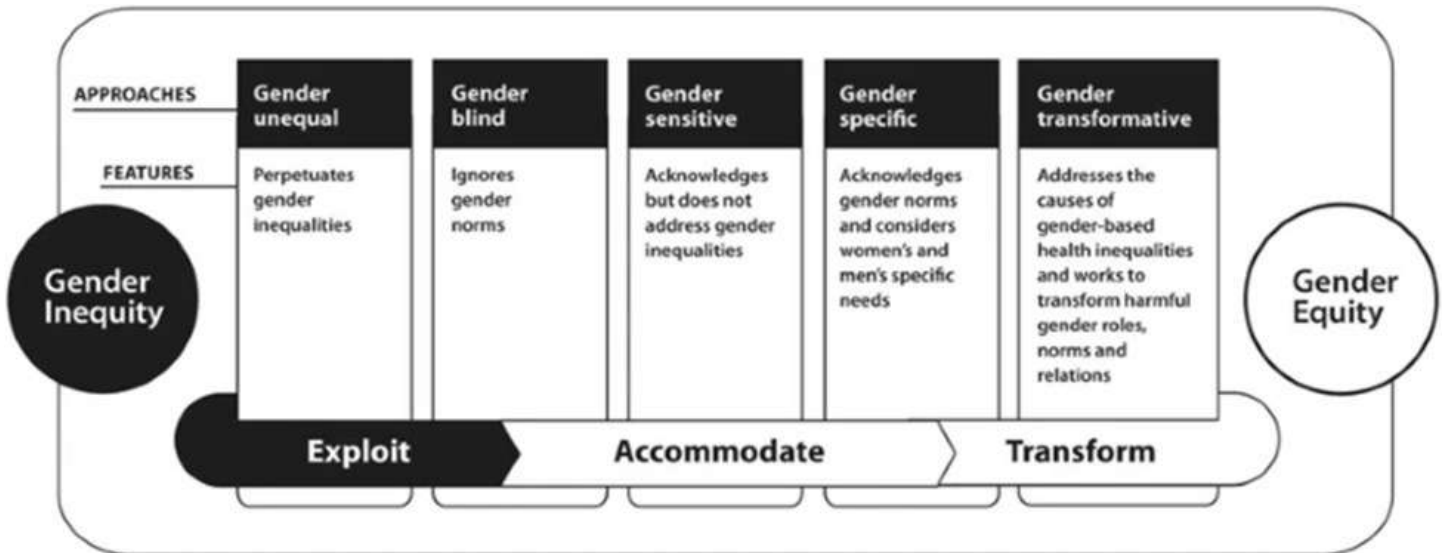 APPROACHES
Gender
unequal
Gender
blind
Gender
sensitive
Gender
specific
Gender
transformative
FEATURES
Perpetuates
gender
inequalities
Ignores
gender
norms
Acknowledges
but does not
address gender
inequalities
Acknowledges
gender norms
and considers
women's and
men's specific
needs
Addresses the
causes of
gender-based
health inequalities
and works to
transform harmful
gender roles,
norms and
relations
Gender
Inequity
Gender
Equity
Exploit
Accommodate
Transform